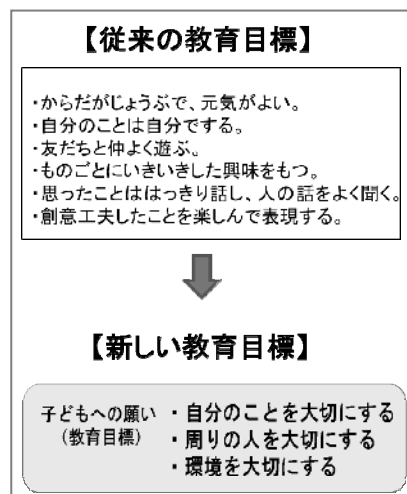 【従来の教育目標】
・からだがじょうぶで、元気がよい。
・自分のことは自分でする。
・友だちと仲よく遊ぶ。
・ものごとにいきいきした興味をもつ。
・思ったことははっきり話し、人の話をよく聞く。
・創意工夫したことを楽しんで表現する。
【新しい教育目標】
子どもへの願い ・自分のことを大切にする
(教育目標) ・周りの人を大切にする
・環境を大切にする